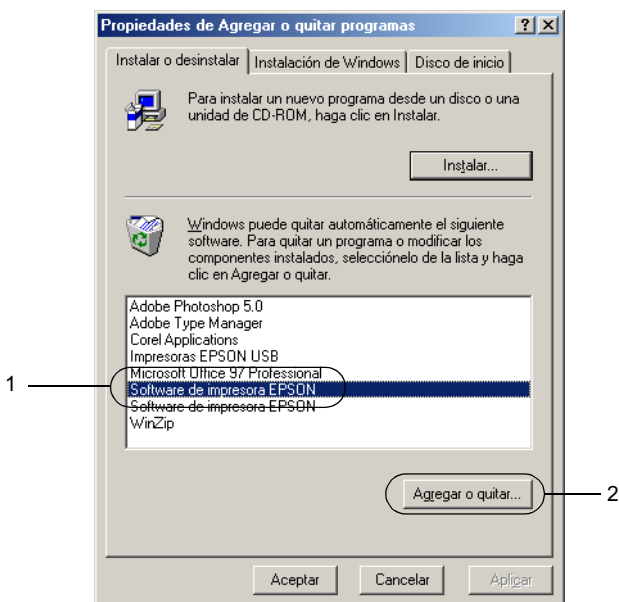 Propiedades de Agregar o quitar programas
Instalar o desinstalar Instalación de Windows Disco de inicio
Para instalar un nuevo programa desde un disco o una
unidad de CD-ROM, haga clic en Instalar.
Instalar...
Windows puede quitar automáticamente el siguiente
software. Para quitar un programa o modificar los
componentes instalados, selecciónelo de la lista y haga
clic en Agregar o quitar.
Adobe Photoshop 5.0
Adobe Type Manager
Corel Applications
Impresoras EPSON USB
Microsoft Office 97 Professional
1 Software de impresora EPSON
Software de impresora EPSON
WinZip
Agregar o quitar... 2
Aceptar Cancelar Aplicar